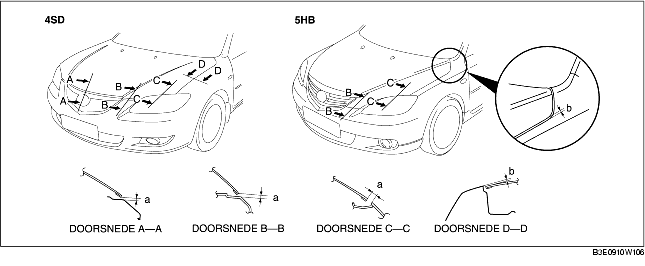 4SD
5HB
A
A
B
B
C
C
D
D
B
B
C
C
b
a
a
a
b
DOORSNEDE A—A
DOORSNEDE B—B
DOORSNEDE C—C
DOORSNEDE D—D
B3E0910W106